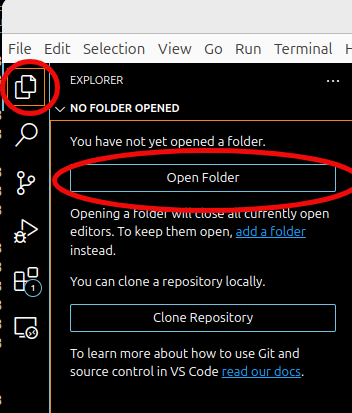 File Edit Selection View Go Run Terminal H
EXPLORER ...
NO FOLDER OPENED
You have not yet opened a folder.
Open Folder
Opening a folder will close all currently open
editors. To keep them open, add a folder
instead.
You can clone a repository locally.
Clone Repository
To learn more about how to use Git and
source control in VS Code read our docs.
1